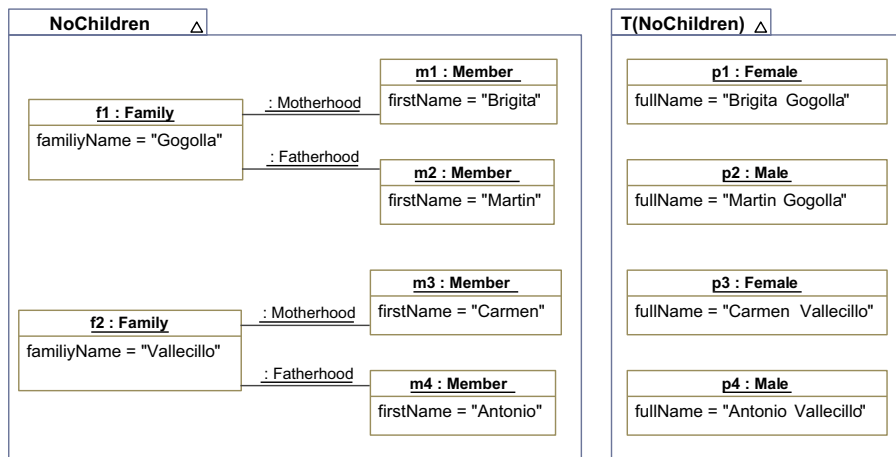 NoChildren
T(NoChildren)
f1 : Family
familiyName = "Gogolla"
: Motherhood
m1 : Member
firstName = "Brigita"
: Fatherhood
m2 : Member
firstName = "Martin"
f2 : Family
familiyName = "Vallecillo"
: Motherhood
m3 : Member
firstName = "Carmen"
: Fatherhood
m4 : Member
firstName = "Antonio"
p1 : Female
fullName = "Brigita Gogolla"
p2 : Male
fullName = "Martin Gogolla"
p3 : Female
fullName = "Carmen Vallecillo"
p4 : Male
fullName = "Antonio Vallecillo"